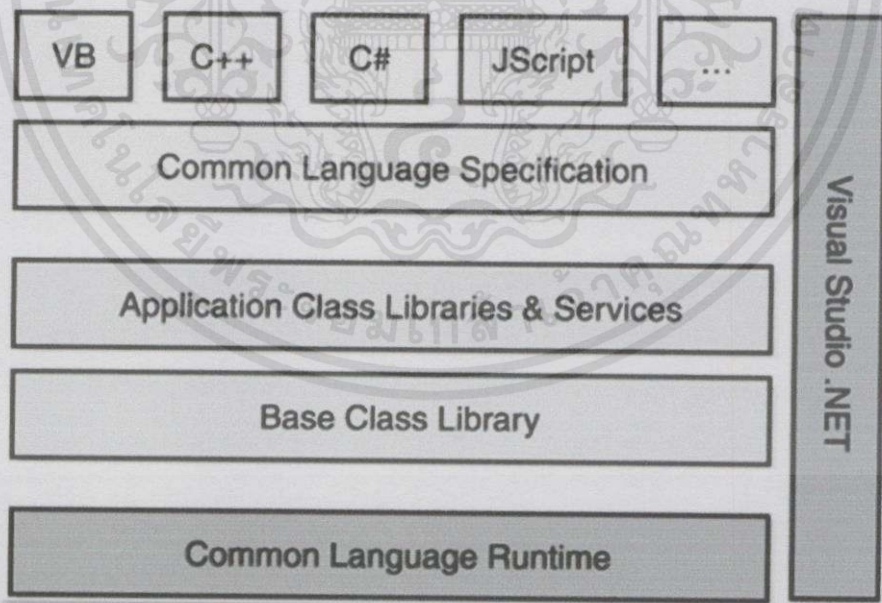 VB
C++
C#
JScript
...
Common Language Specification
Application Class Libraries & Services
Base Class Library
Common Language Runtime
Visual Studio .NET